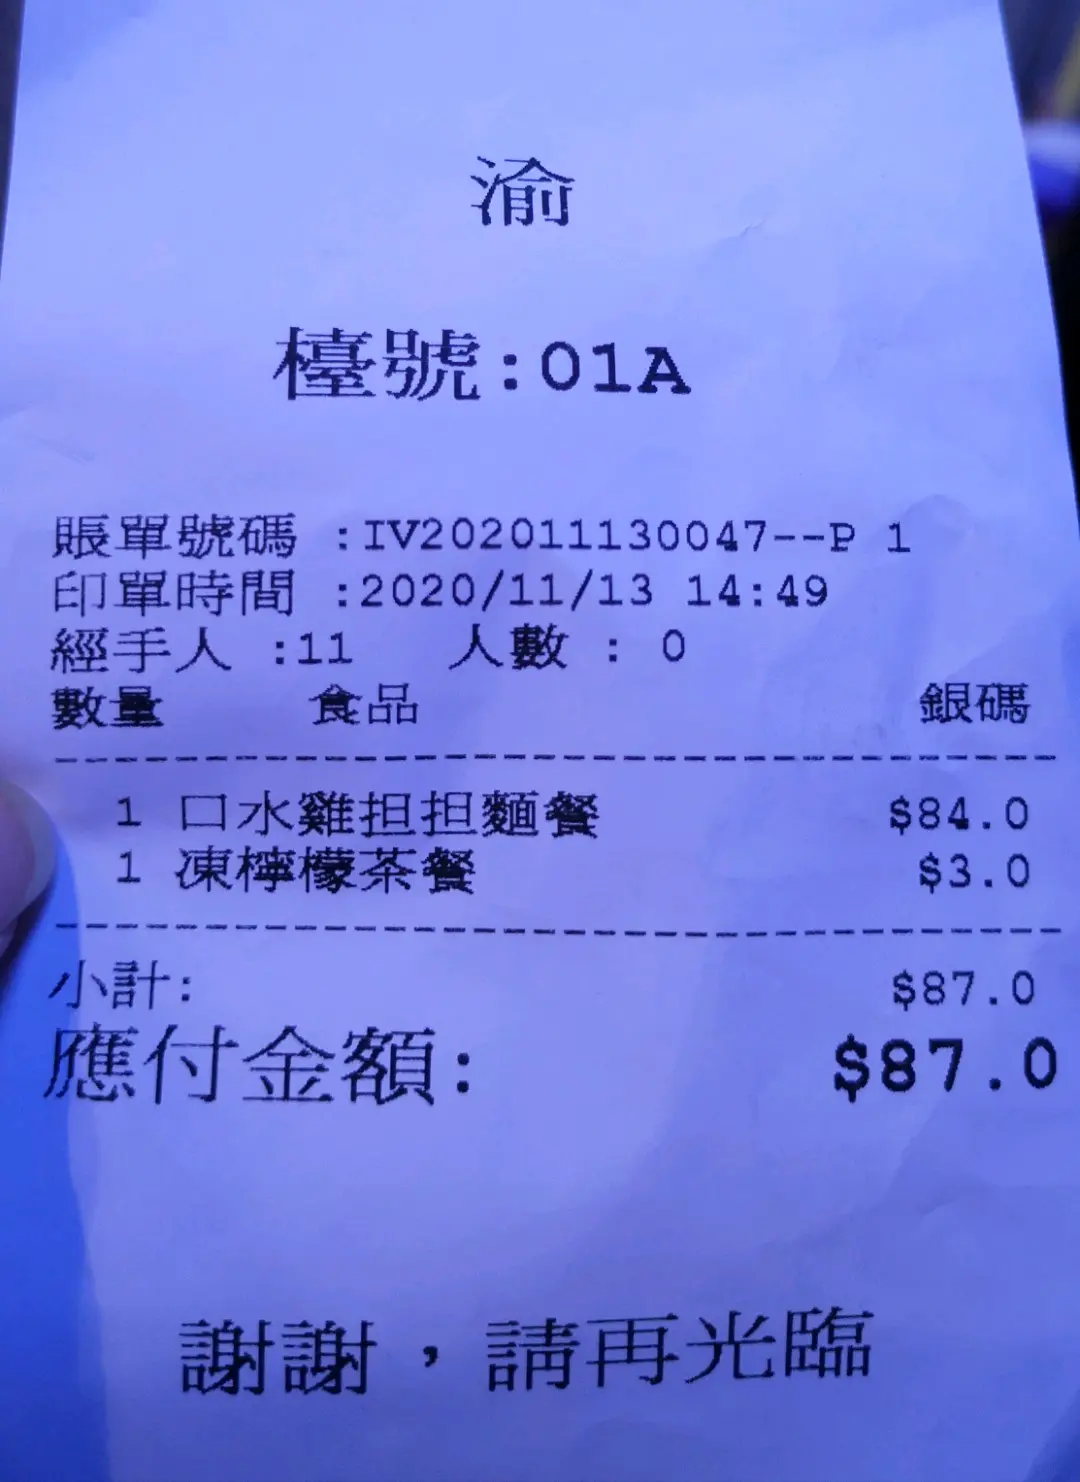 渝
檯號:01A
賬單號碼 :IV202011130047--P 1
印單時間 :2020/11/13 14:49
經手人 :11 人數 : 0
數量 食品 銀碼
1 口水雞担担麵餐 $84.0
1 凍檸檬茶餐 $3.0
小計: $87.0
應付金額: $87.0
謝謝，請再光臨